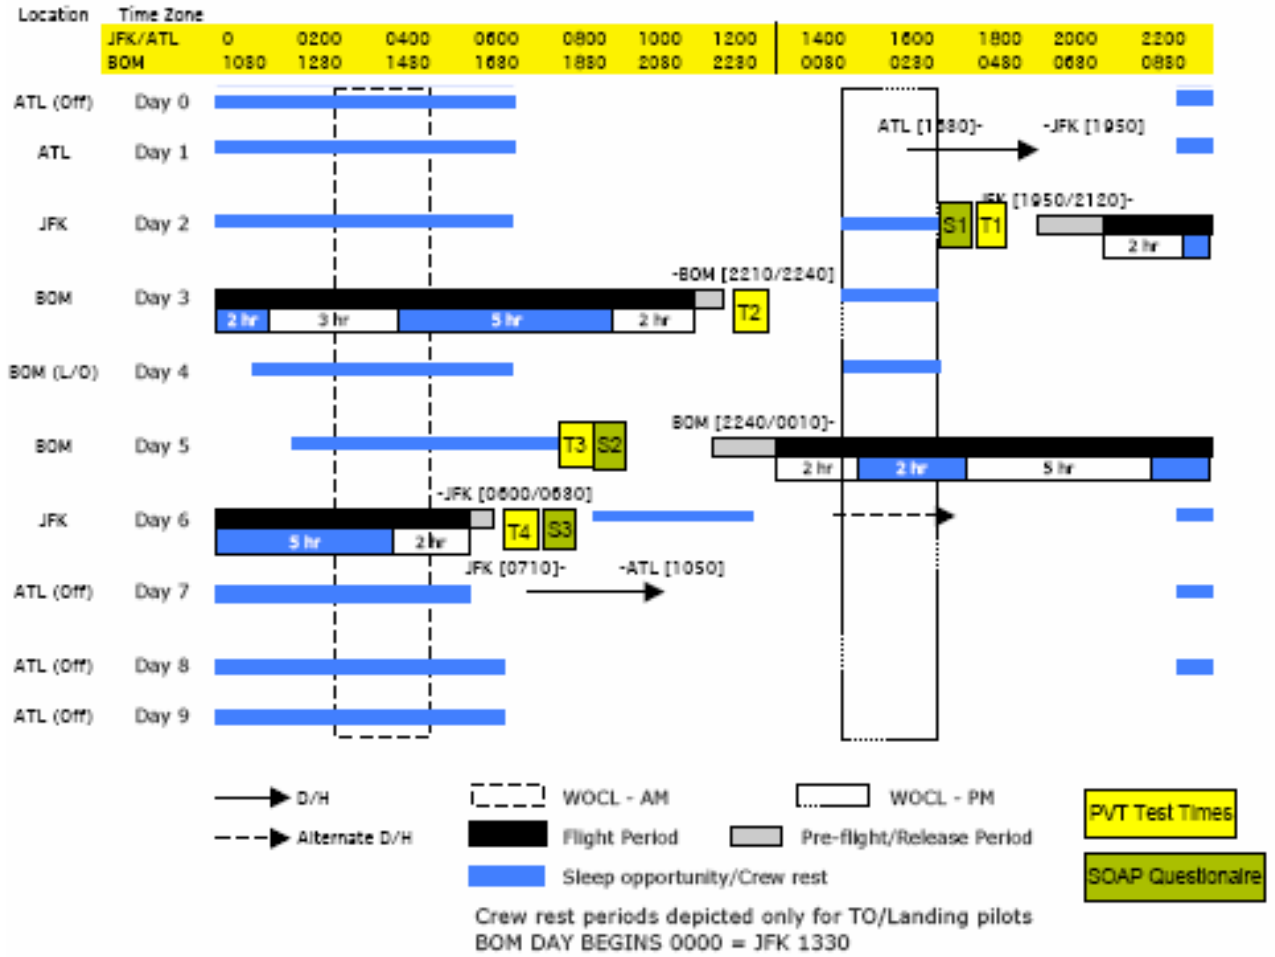 Location Time Zone
JFK/ATL 0 0200 0400 0600 0800 1000 1200 1400 1600 1800 2000 2200
BOM 1030 1230 1430 1630 1830 2030 2230 0030 0230 0430 0630 0830
ATL (Off) Day 0
ATL [1630]- -JFK [1950]
ATL Day 1
JFK [1950/2120]-
JFK Day 2 S1 T1
2 hr
-BOM [2210/2240]
BOM Day 3 T2
2 hr 3 hr 5 hr 2 hr
BOM (L/O) Day 4
BOM [2240/0010]-
BOM Day 5 T3 S2
2 hr 2 hr 5 hr
-JFK [0600/0630]
JFK Day 6 T4 S3
5 hr 2 hr
JFK [0710]- -ATL [1050]
ATL (Off) Day 7
ATL (Off) Day 8
ATL (Off) Day 9
D/H WOCL - AM WOCL - PM
PVT Test Times
Alternate D/H Flight Period Pre-flight/Release Period
Sleep opportunity/Crew rest SOAP Questionaire
Crew rest periods depicted only for TO/Landing pilots
BOM DAY BEGINS 0000 = JFK 1330